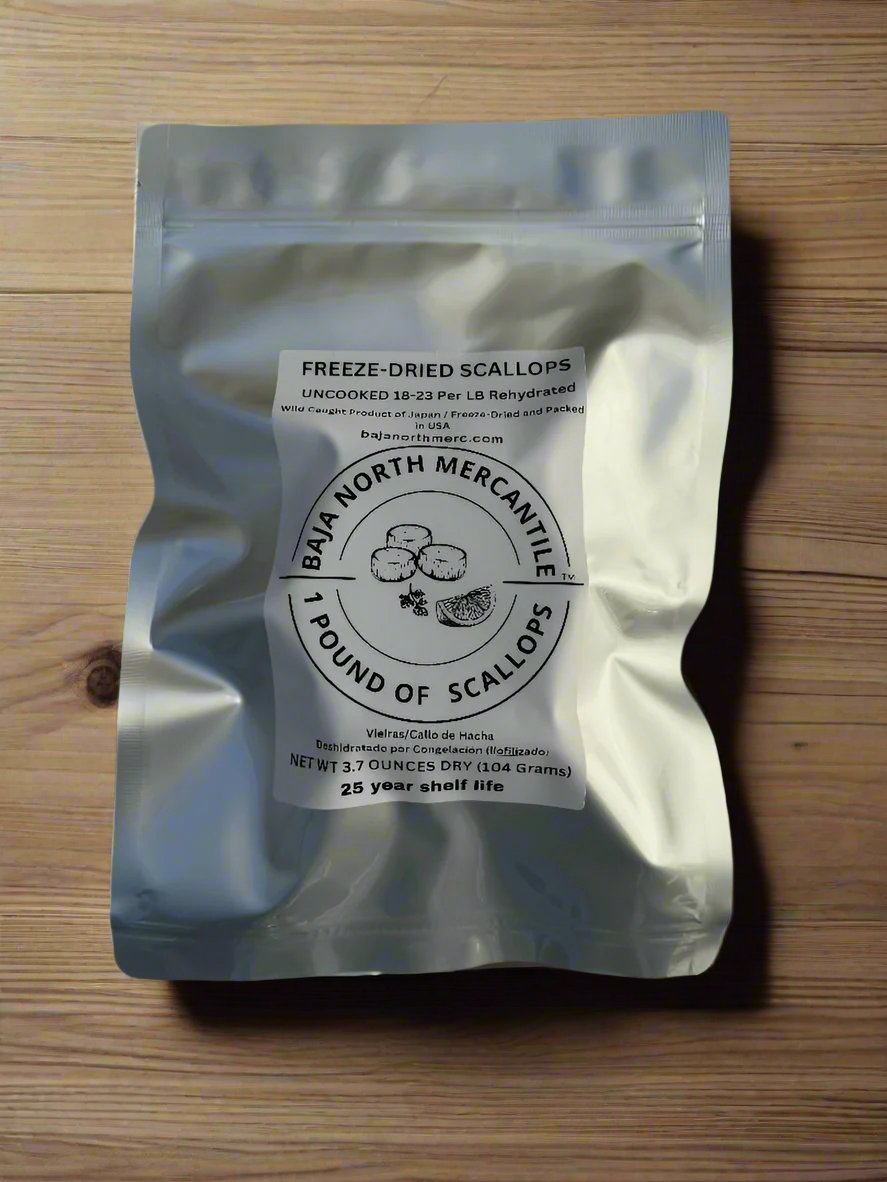 FREEZE-DRIED SCALLOPS
UNCOOKED 18-23 Per LB Rehydrated
Wild Caught Product of Japan / Freeze-Dried and Packed
in USA
bajanorthmerc.com
BAJA NORTH MERCANTILE
TM
1 POUND OF SCALLOPS
Vieiras/Callo de Hacha
Deshidratado por Congelación (liofilizado)
NET WT 3.7 OUNCES DRY (104 Grams)
25 year shelf life